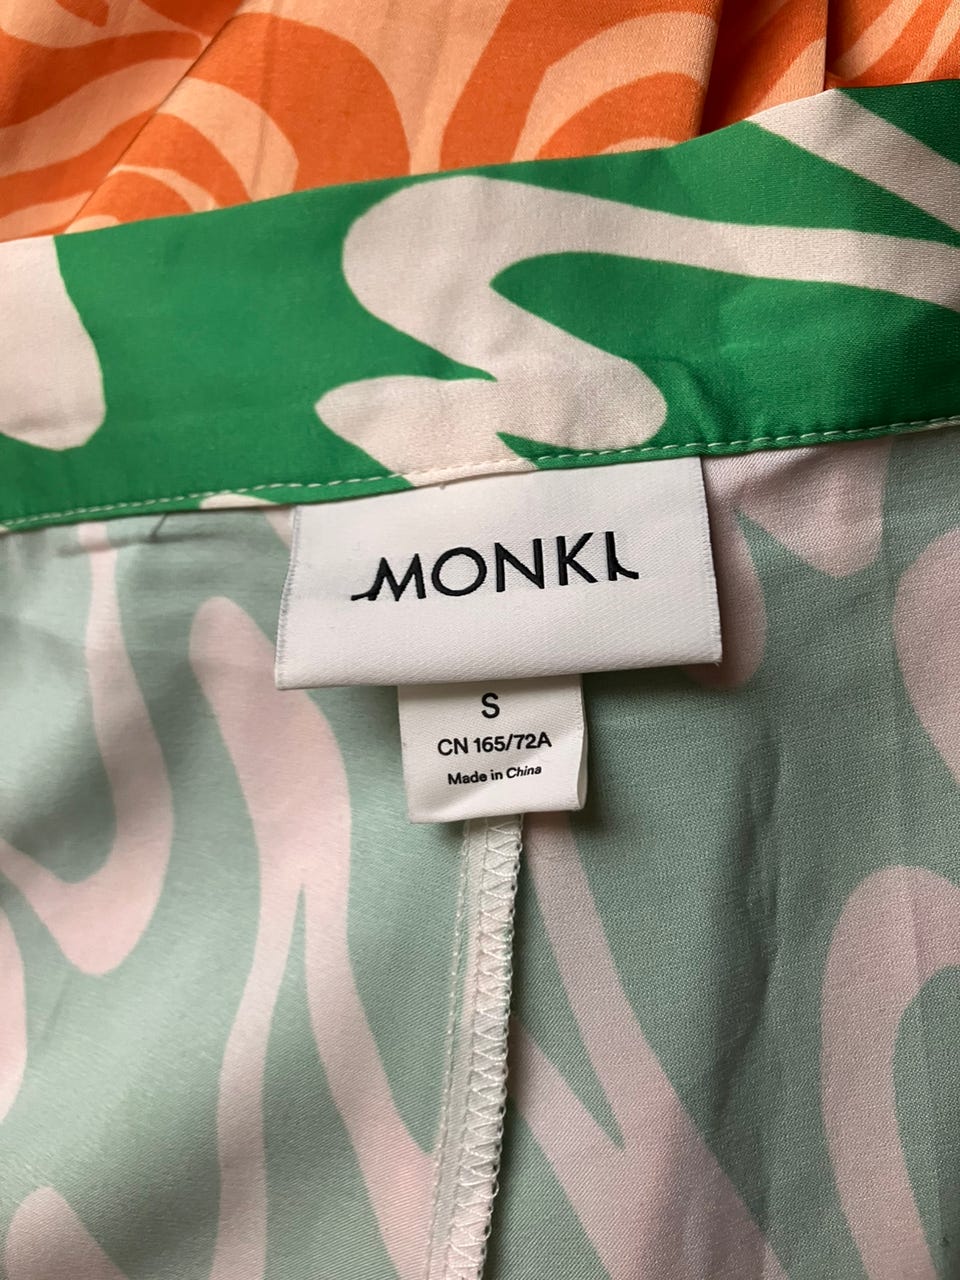 MONKI
S
CN 165/72A
Made in China